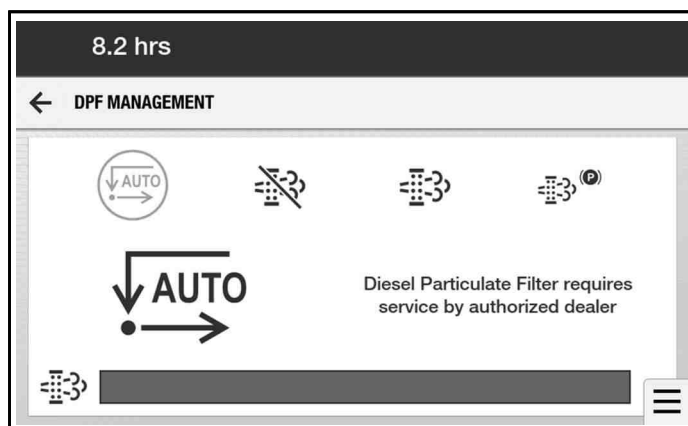 8.2 hrs
DPF MANAGEMENT
AUTO
(P)
AUTO
Diesel Particulate Filter requires
service by authorized dealer